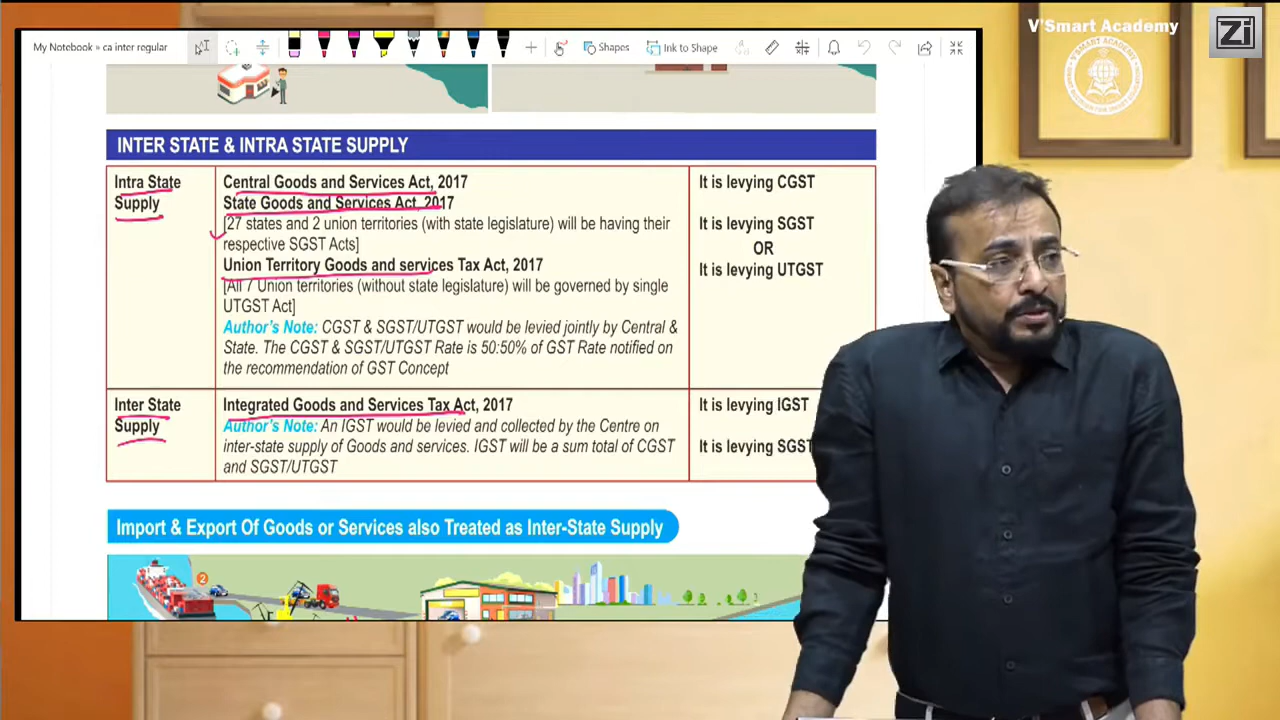 V'Smart Academy
Zi
My Notebook » ca inter regular
Shapes
Ink to Shape
INTER STATE & INTRA STATE SUPPLY
Intra State
Supply
Central Goods and Services Act, 2017
It is levying CGST
State Goods and Services Act, 2017
[27 states and 2 union territories (with state legislature) will be having their
respective SGST Acts]
It is levying SGST
OR
Union Territory Goods and services Tax Act, 2017
It is levying UTGST
[All 7 Union territories (without state legislature) will be governed by single
UTGST Act]
Author's Note: CGST & SGST/UTGST would be levied jointly by Central &
State. The CGST & SGST/UTGST Rate is 50:50% of GST Rate notified on
the recommendation of GST Concept
Inter State
Supply
Integrated Goods and Services Tax Act, 2017
It is levying IGST
Author's Note: An IGST would be levied and collected by the Centre on
inter-state supply of Goods and services. IGST will be a sum total of CGST
and SGST/UTGST
It is levying SGST
Import & Export Of Goods or Services also Treated as Inter-State Supply
2